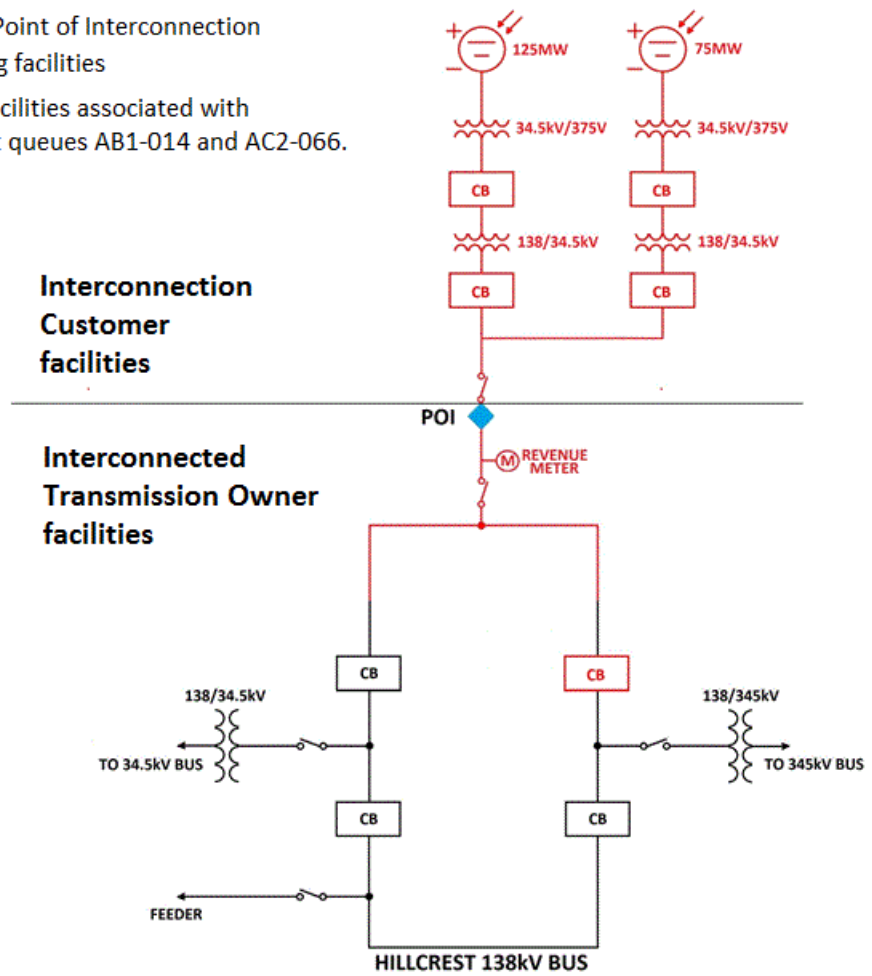 Point of Interconnection
g facilities
cilities associated with
t queues AB1-014 and AC2-066.
125MW
75MW
34.5kV/375V
34.5kV/375V
CB
CB
138/34.5kV
138/34.5kV
CB
CB
Interconnection
Customer
facilities
POI
Interconnected
Transmission Owner
facilities
M
REVENUE
METER
CB
CB
138/34.5kV
138/345kV
TO 34.5kV BUS
TO 345kV BUS
CB
CB
FEEDER
HILLCREST 138kV BUS